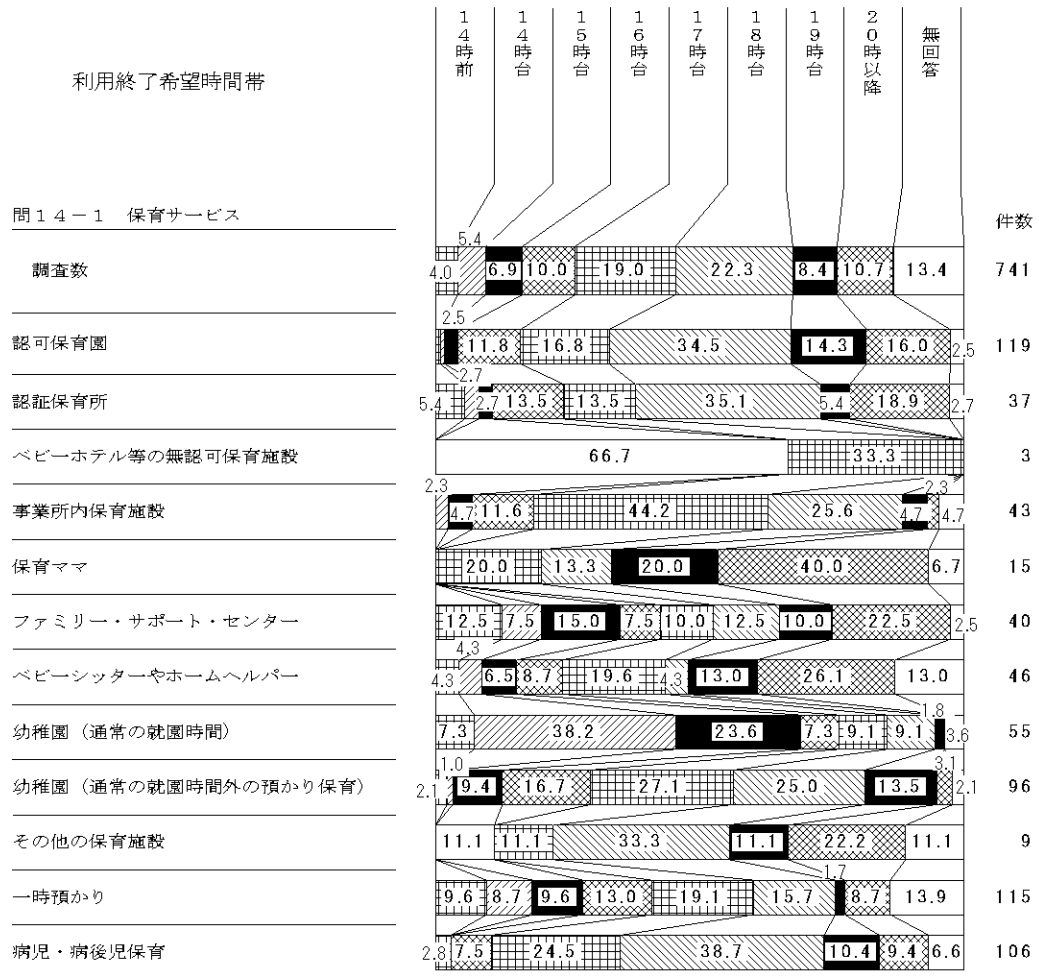 14時前
14時台
15時台
16時台
17時台
18時台
19時台
20時以降
無回答
利用終了希望時間帯
問14-1 保育サービス
件数
調査数 4.0 5.4 6.9 10.0 19.0 22.3 8.4 10.7 13.4 741
認可保育園 2.5 11.8 16.8 34.5 14.3 16.0 2.5 119
認証保育所 5.4 2.7 2.7 13.5 13.5 35.1 5.4 18.9 2.7 37
ベビーホテル等の無認可保育施設 66.7 33.3 3
事業所内保育施設 2.3 4.7 11.6 44.2 25.6 4.7 2.3 4.7 43
保育ママ 20.0 13.3 20.0 40.0 6.7 15
ファミリー・サポート・センター 12.5 7.5 15.0 7.5 10.0 12.5 10.0 22.5 2.5 40
ベビーシッターやホームヘルパー 4.3 4.3 6.5 8.7 19.6 4.3 13.0 26.1 13.0 46
幼稚園（通常の就園時間） 7.3 38.2 23.6 7.3 9.1 9.1 1.8 3.6 55
幼稚園（通常の就園時間外の預かり保育） 2.1 1.0 9.4 16.7 27.1 25.0 13.5 3.1 2.1 96
その他の保育施設 11.1 11.1 33.3 11.1 22.2 11.1 9
一時預かり 9.6 8.7 9.6 13.0 19.1 15.7 1.7 8.7 13.9 115
病児・病後児保育 2.8 7.5 24.5 38.7 10.4 9.4 6.6 106